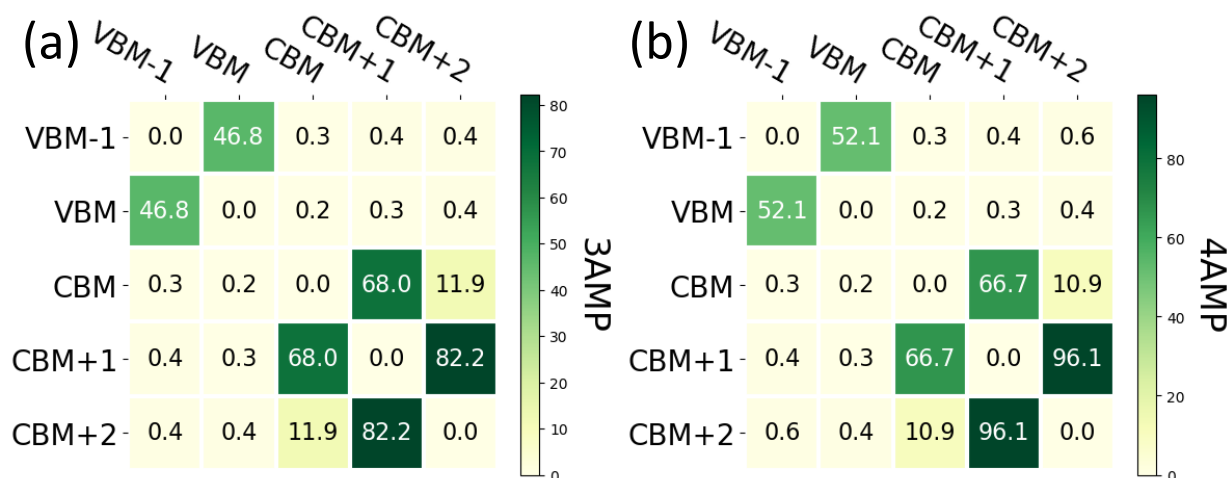 (a)
VBM-1 VBM CBM CBM+1 CBM+2
VBM-1 0.0 46.8 0.3 0.4 0.4
VBM 46.8 0.0 0.2 0.3 0.4
CBM 0.3 0.2 0.0 68.0 11.9
CBM+1 0.4 0.3 68.0 0.0 82.2
CBM+2 0.4 0.4 11.9 82.2 0.0
80
70
60
50
40
30
20
10
0
3AMP
(b)
VBM-1 VBM CBM CBM+1 CBM+2
VBM-1 0.0 52.1 0.3 0.4 0.6
VBM 52.1 0.0 0.2 0.3 0.4
CBM 0.3 0.2 0.0 66.7 10.9
CBM+1 0.4 0.3 66.7 0.0 96.1
CBM+2 0.6 0.4 10.9 96.1 0.0
80
60
40
20
0
4AMP